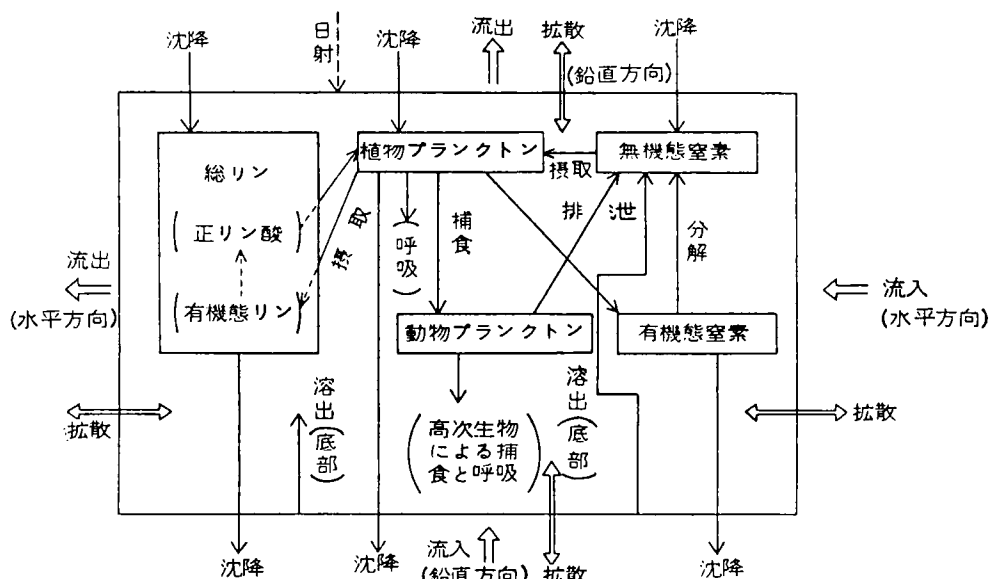 沈降
日射
沈降
流出
拡散
(鉛直方向)
沈降
総リン
(正リン酸)
(有機態リン)
植物プランクトン
摂取
無機態窒素
摂取
(呼吸)
捕食
排泄
分解
流出
(水平方向)
流入
(水平方向)
動物プランクトン
有機態窒素
拡散
溶出(底部)
(高次生物
による捕
食と呼吸)
溶出(底部)
拡散
沈降
沈降
流入
(鉛直方向)
拡散
沈降